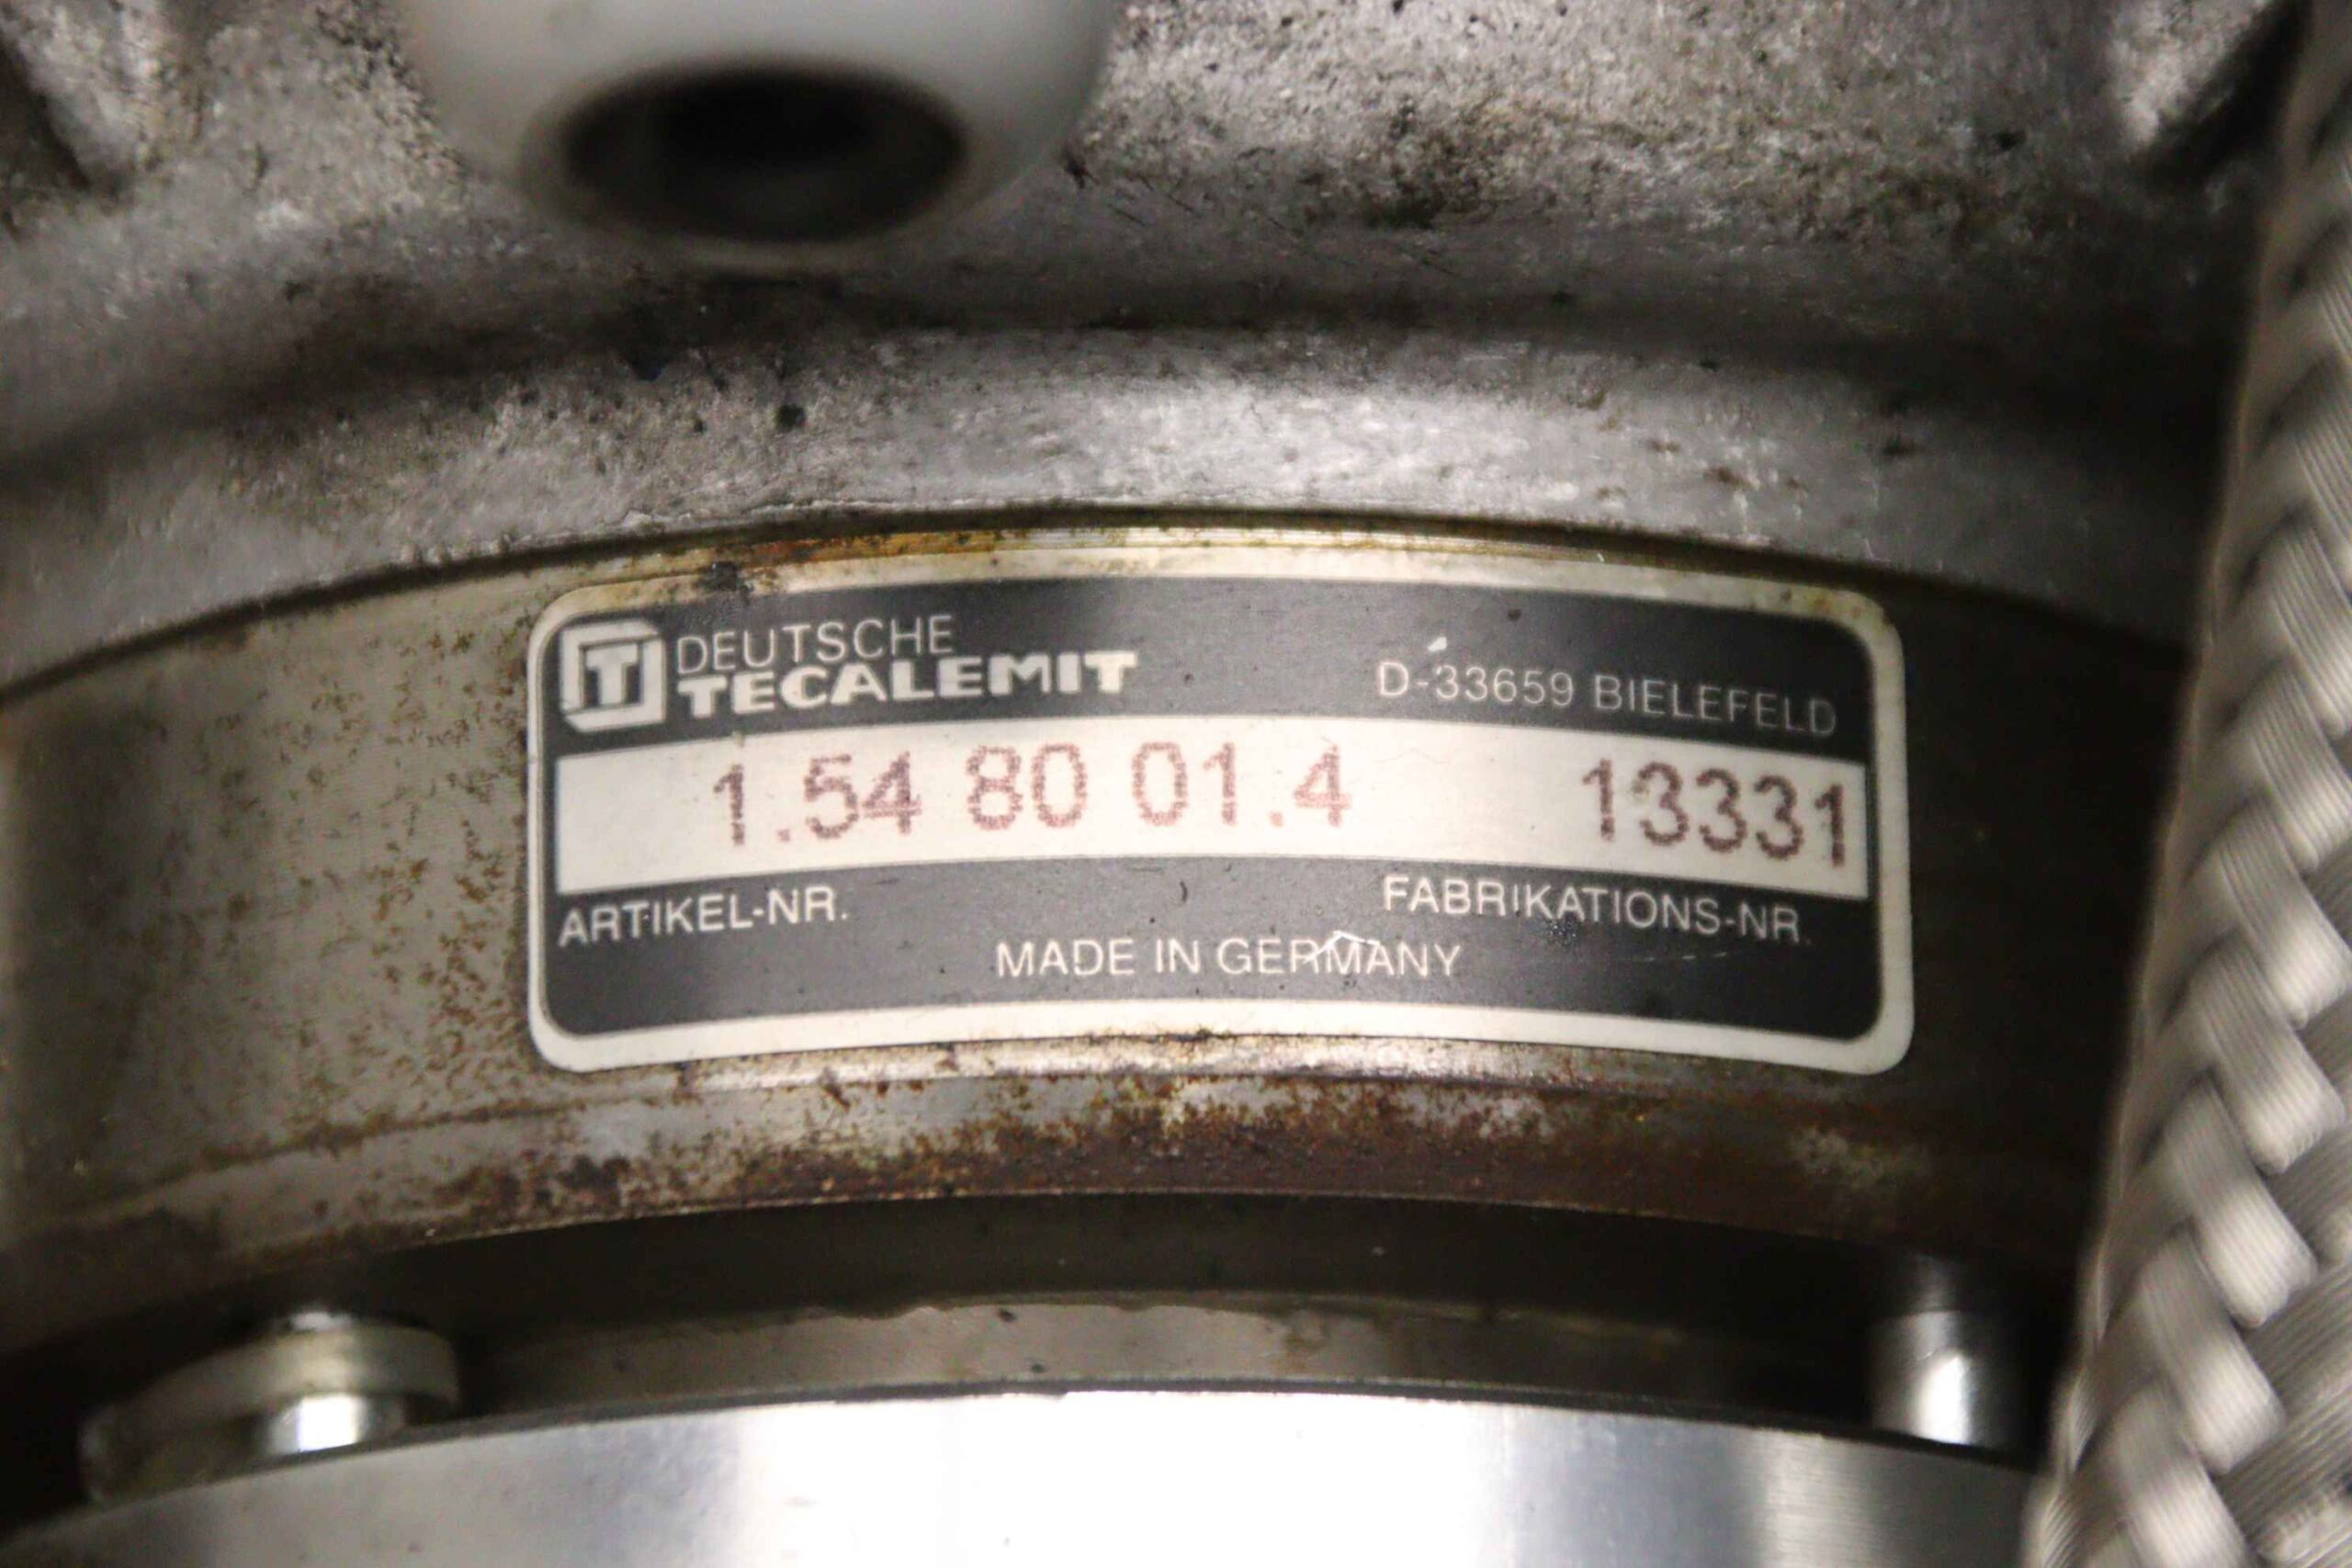 DEUTSCHE
TECALEMIT
D-33659 BIELEFELD
1.54 80 01.4 13331
ARTIKEL-NR. FABRIKATIONS-NR.
MADE IN GERMANY